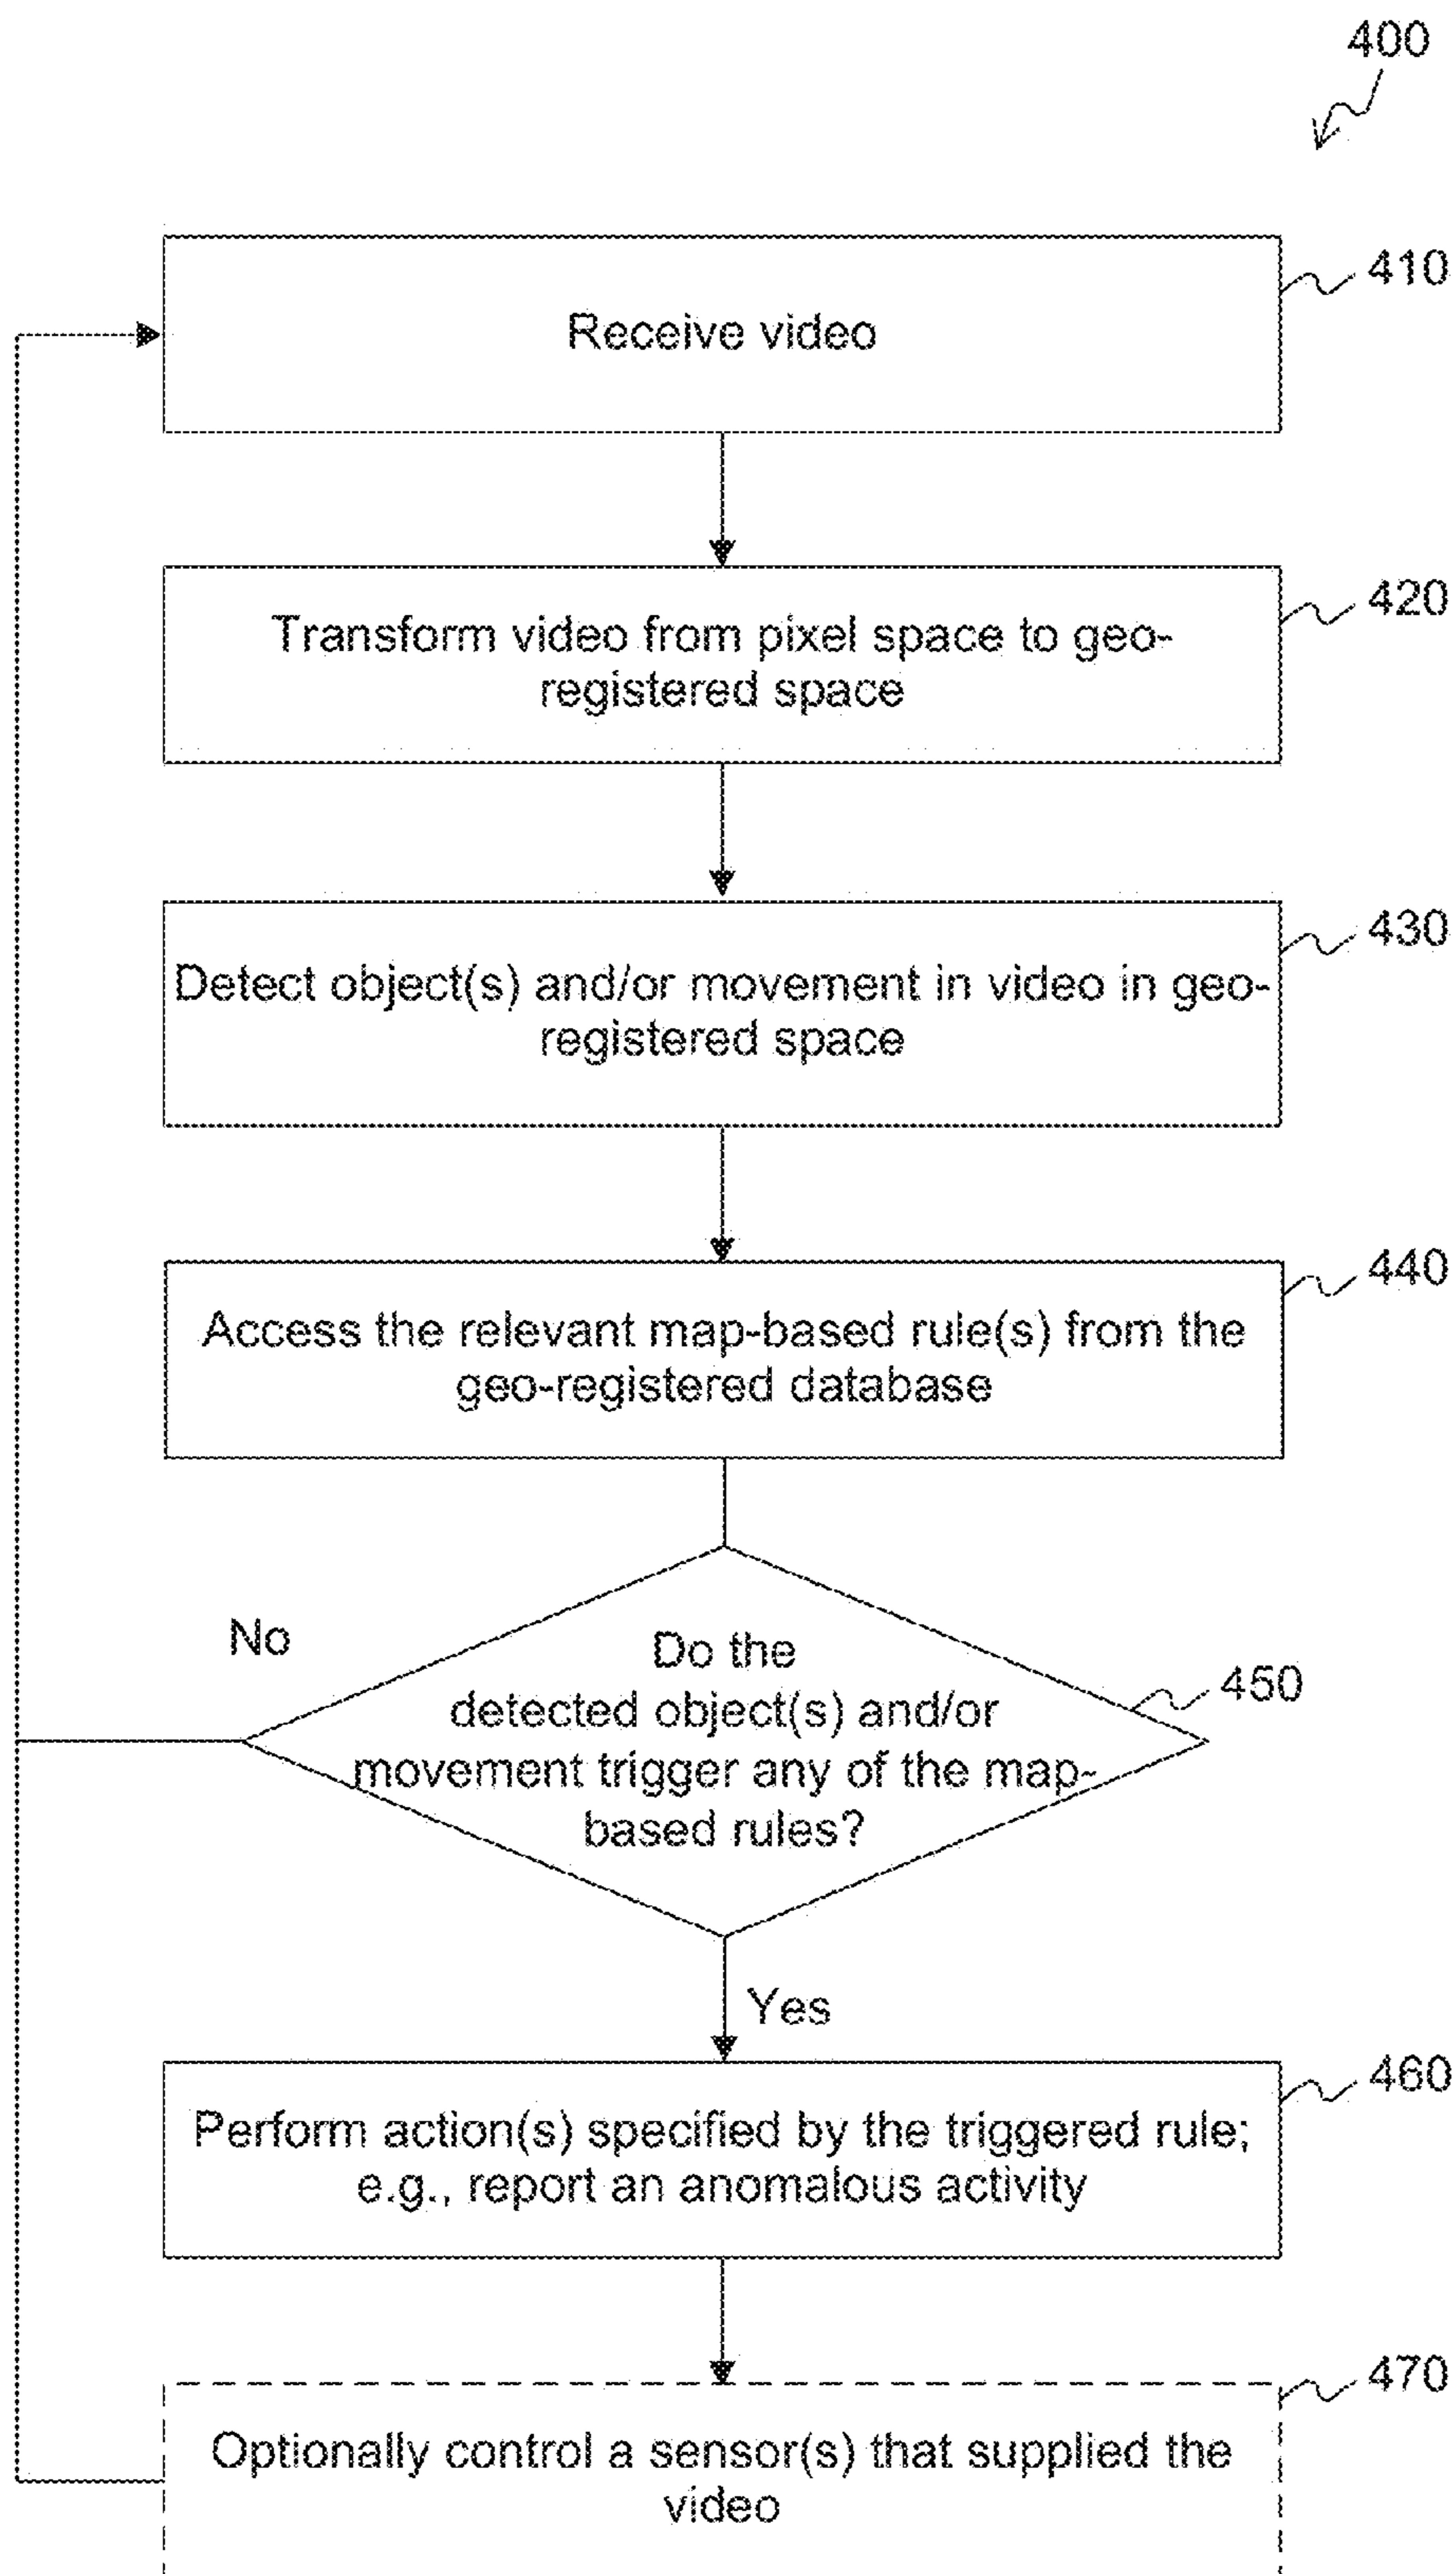 400
410
Receive video
420
Transform video from pixel space to geo-
registered space
430
Detect object(s) and/or movement in video in geo-
registered space
440
Access the relevant map-based rule(s) from the
geo-registered database
No
Do the
450
detected object(s) and/or
movement trigger any of the map-
based rules?
Yes
460
Perform action(s) specified by the triggered rule;
e.g., report an anomalous activity
470
Optionally control a sensor(s) that supplied the
video